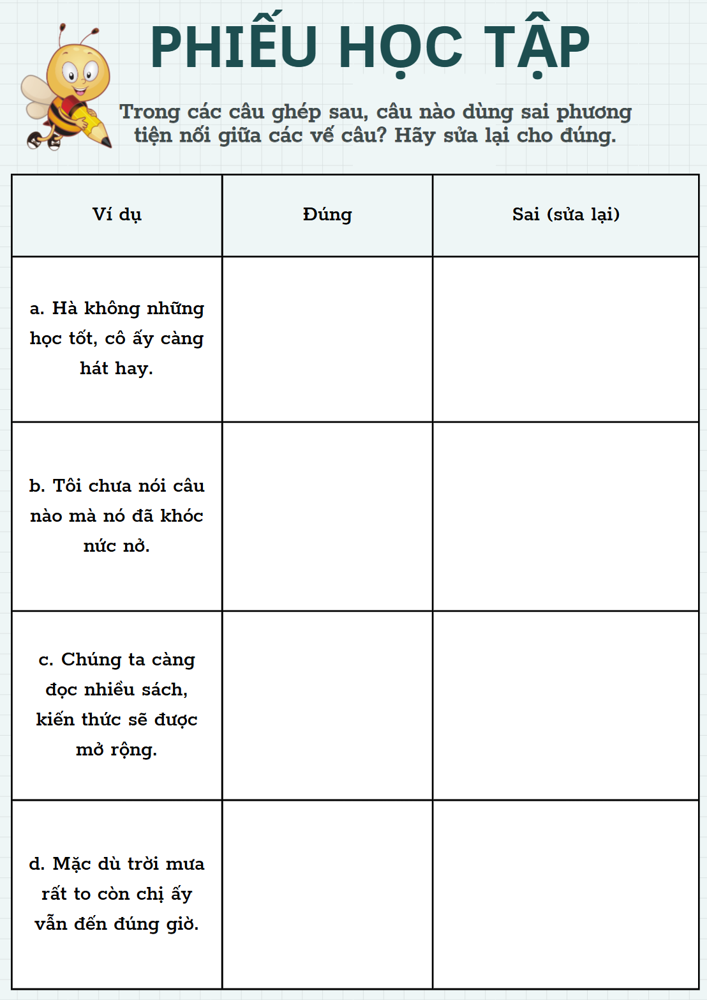 PHIẾU HỌC TẬP
Trong các câu ghép sau, câu nào dùng sai phương
tiện nối giữa các vế câu? Hãy sửa lại cho đúng.
Ví dụ
Đúng
Sai (sửa lại)
a. Hà không những
học tốt, cô ấy càng
hát hay.
b. Tôi chưa nói câu
nào mà nó đã khóc
nức nở.
c. Chúng ta càng
đọc nhiều sách,
kiến thức sẽ được
mở rộng.
d. Mặc dù trời mưa
rất to còn chị ấy
vẫn đến đúng giờ.